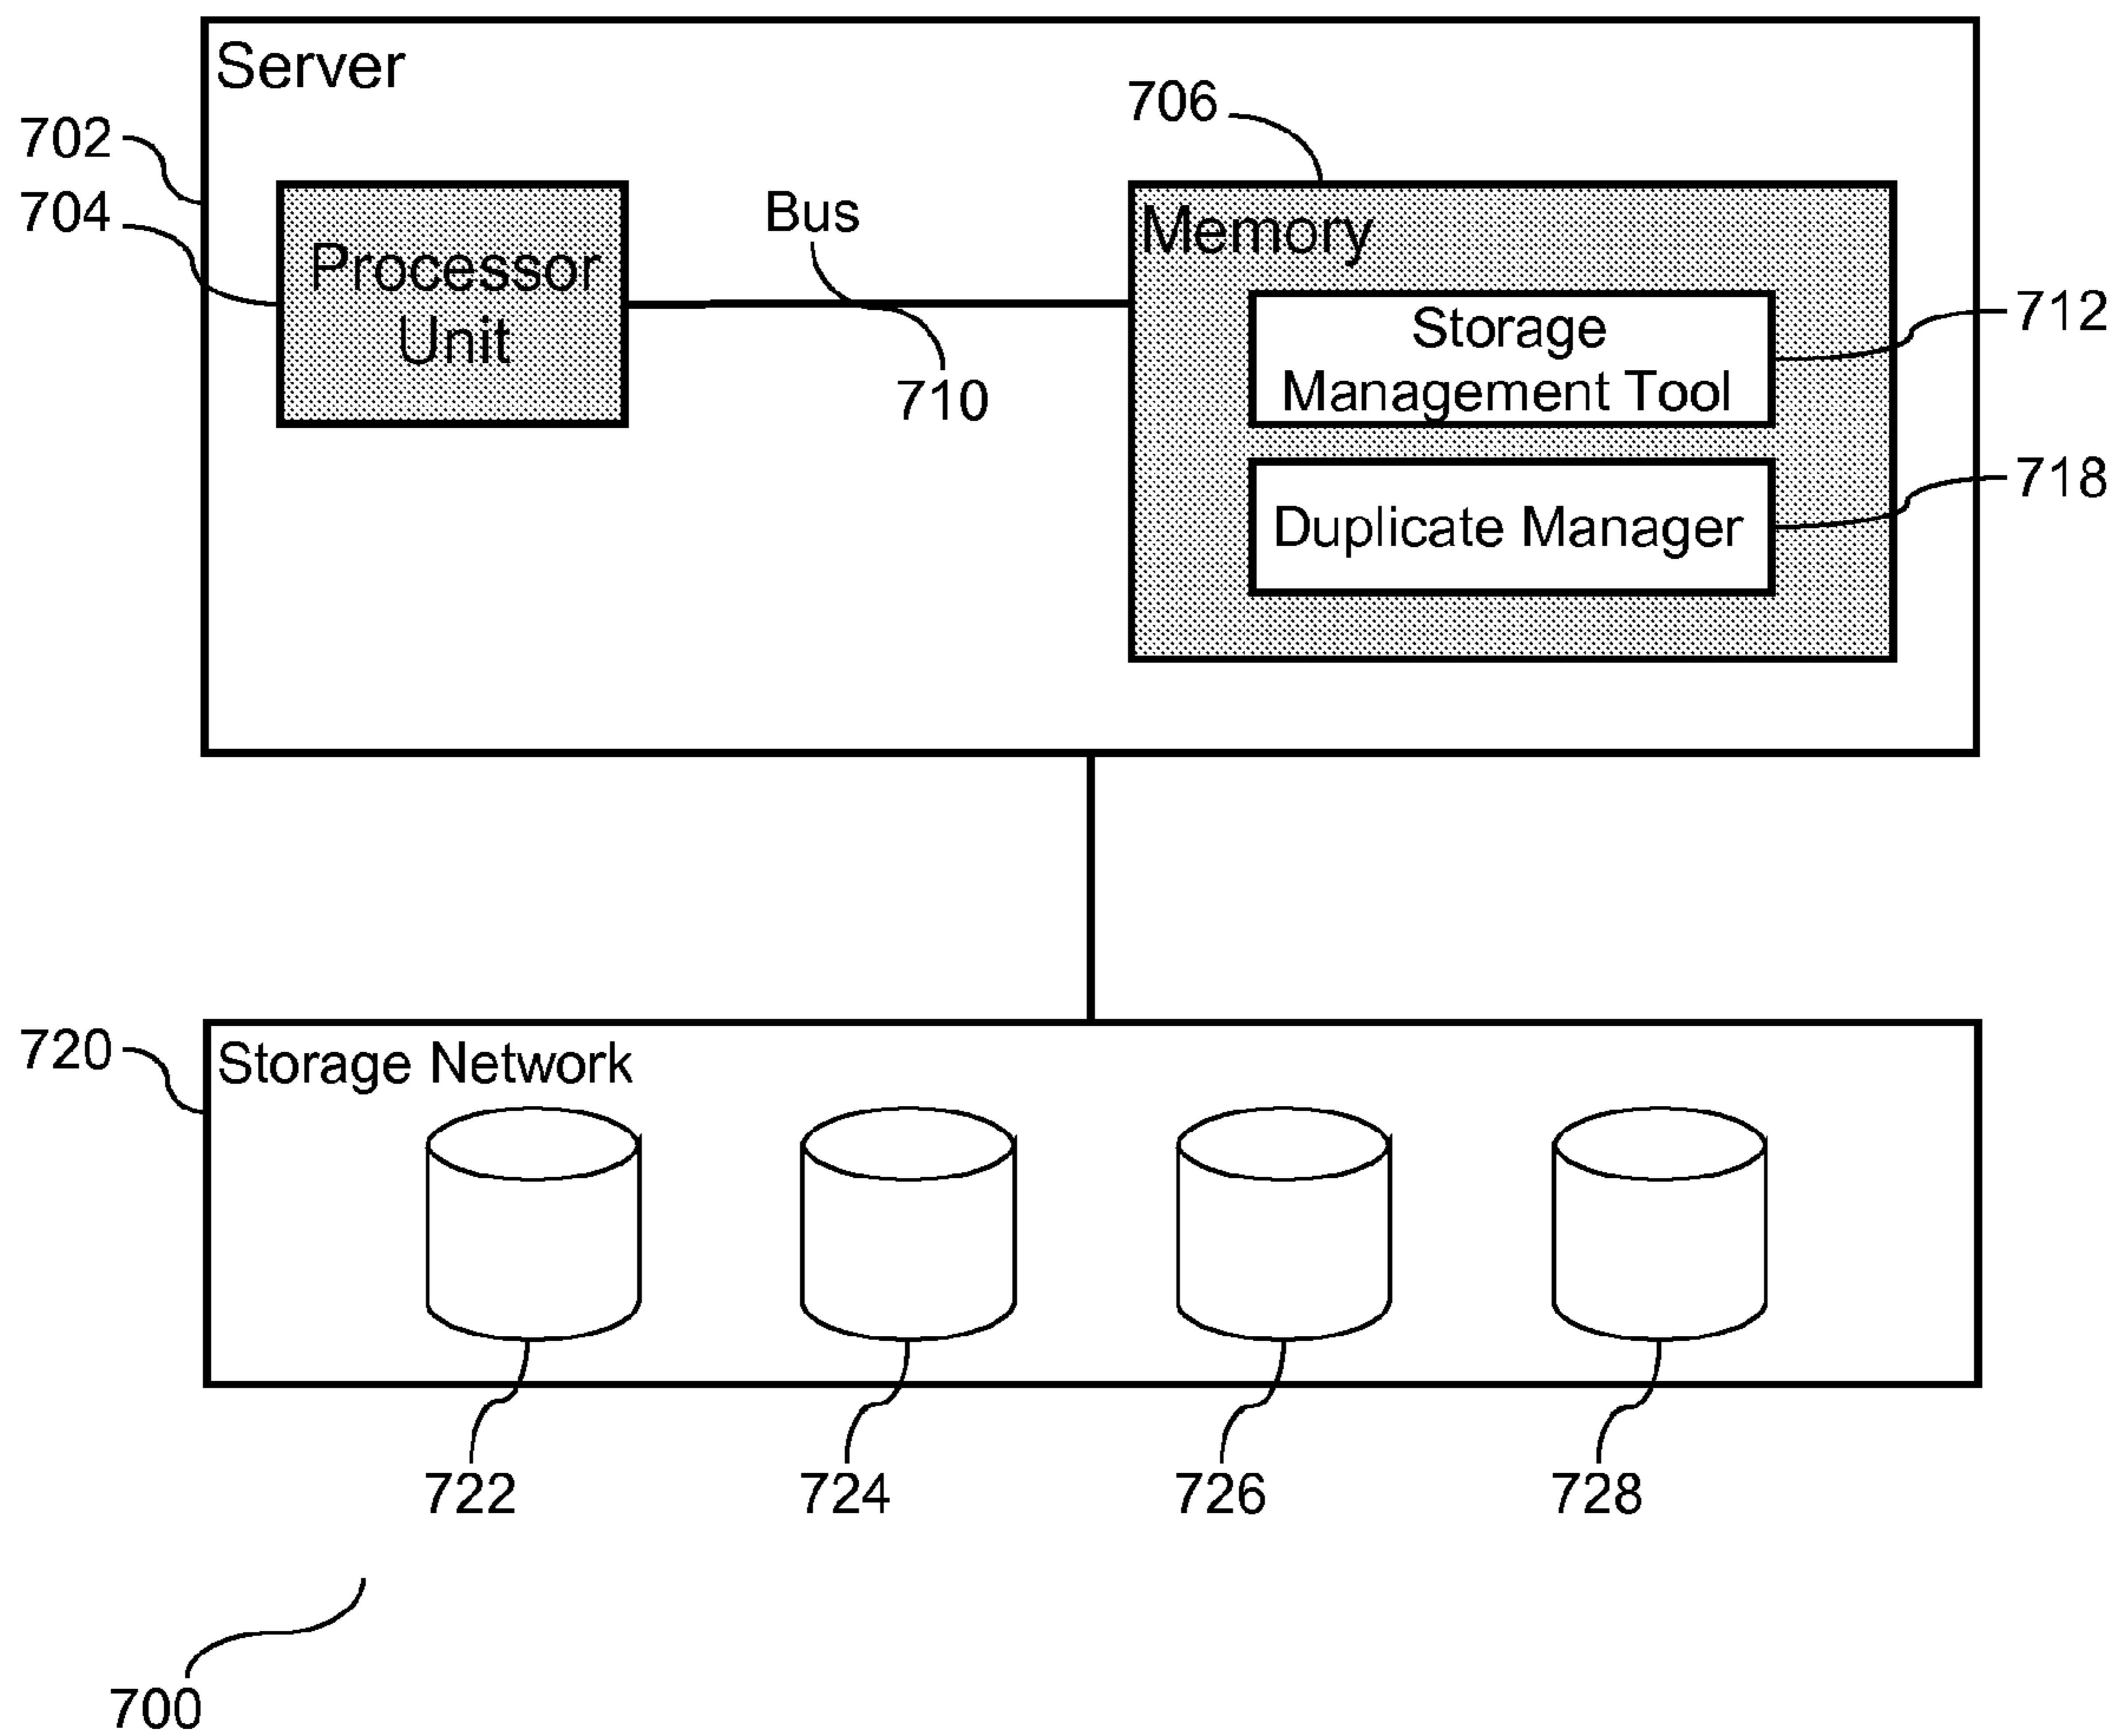 Server
706
702
704
Bus
Memory
Processor
Unit
Storage
Management Tool
712
710
718
Duplicate Manager
720
Storage Network
722
724
726
728
700